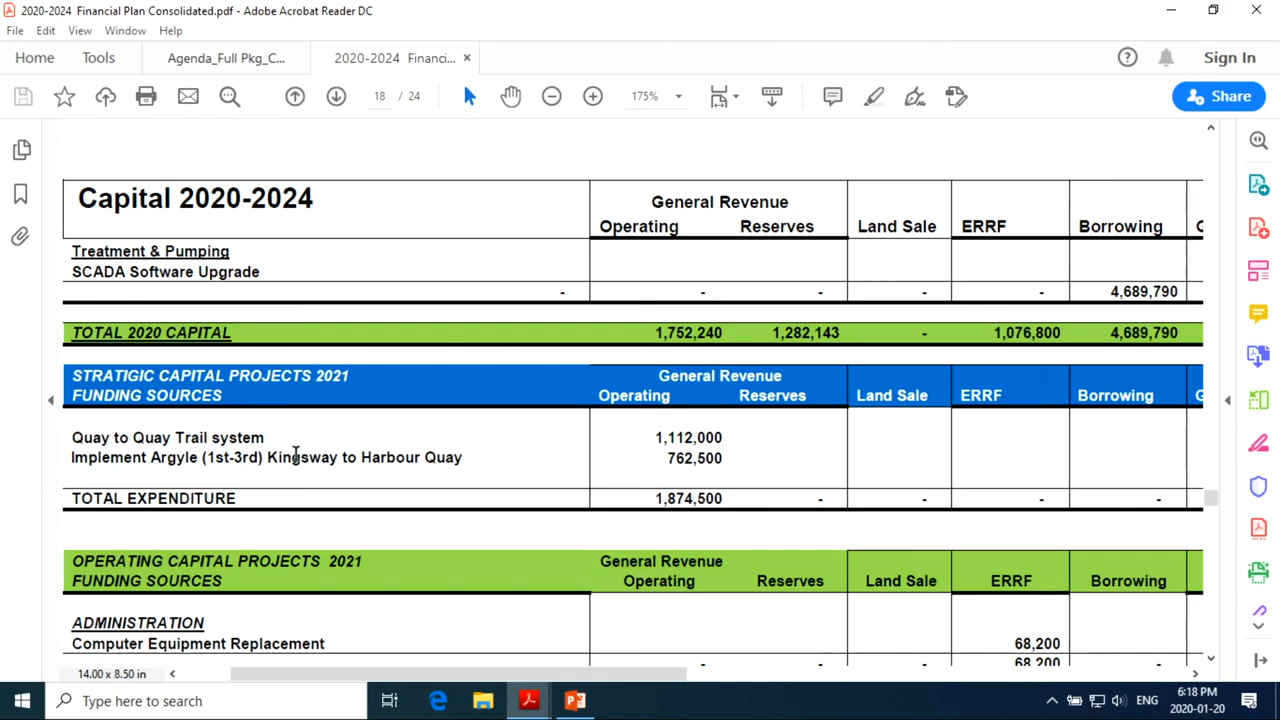 2020-2024 Financial Plan Consolidated.pdf - Adobe Acrobat Reader DC
File Edit View Window Help
Home Tools Agenda_Full Pkg_C... 2020-2024 Financi... ×
Sign In
18 / 24 175%
Share
Capital 2020-2024
General Revenue
Operating Reserves Land Sale ERRF Borrowing
Treatment & Pumping
SCADA Software Upgrade
- - - - - 4,689,790
TOTAL 2020 CAPITAL 1,752,240 1,282,143 - 1,076,800 4,689,790
STRATIGIC CAPITAL PROJECTS 2021 General Revenue
FUNDING SOURCES Operating Reserves Land Sale ERRF Borrowing
Quay to Quay Trail system 1,112,000
Implement Argyle (1st-3rd) Kingsway to Harbour Quay 762,500
TOTAL EXPENDITURE 1,874,500 - - - -
OPERATING CAPITAL PROJECTS 2021 General Revenue
FUNDING SOURCES Operating Reserves Land Sale ERRF Borrowing
ADMINISTRATION
Computer Equipment Replacement 68,200
- - - 68,200 -
14.00 x 8.50 in
Type here to search
ENG
6:18 PM
2020-01-20